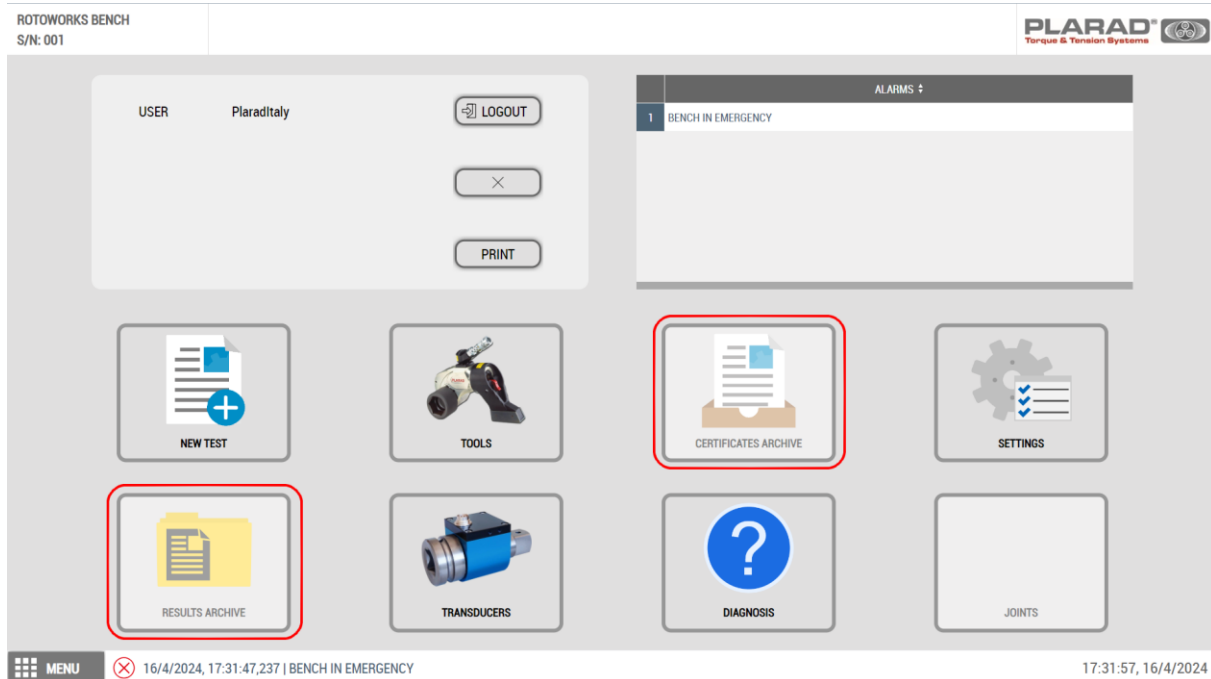 ROTOWORKS BENCH
S/N: 001
PLARAD®
Torque & Tension Systems
USER PlaradItaly
LOGOUT
PRINT
ALARMS
1 BENCH IN EMERGENCY
NEW TEST
TOOLS
CERTIFICATES ARCHIVE
SETTINGS
RESULTS ARCHIVE
TRANSDUCERS
DIAGNOSIS
JOINTS
MENU
16/4/2024, 17:31:47,237 | BENCH IN EMERGENCY
17:31:57, 16/4/2024